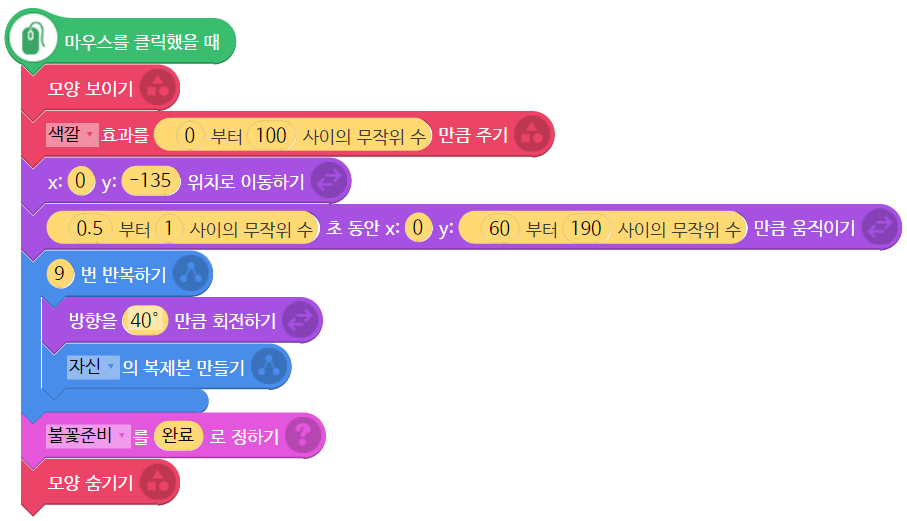 마우스를 클릭했을 때
모양 보이기
색깔 효과를 0 부터 100 사이의 무작위 수 만큼 주기
x: 0 y: -135 위치로 이동하기
0.5 부터 1 사이의 무작위 수 초 동안 x: 0 y: 60 부터 190 사이의 무작위 수 만큼 움직이기
9 번 반복하기
방향을 40° 만큼 회전하기
자신 의 복제본 만들기
불꽃준비 를 완료 로 정하기 ?
모양 숨기기